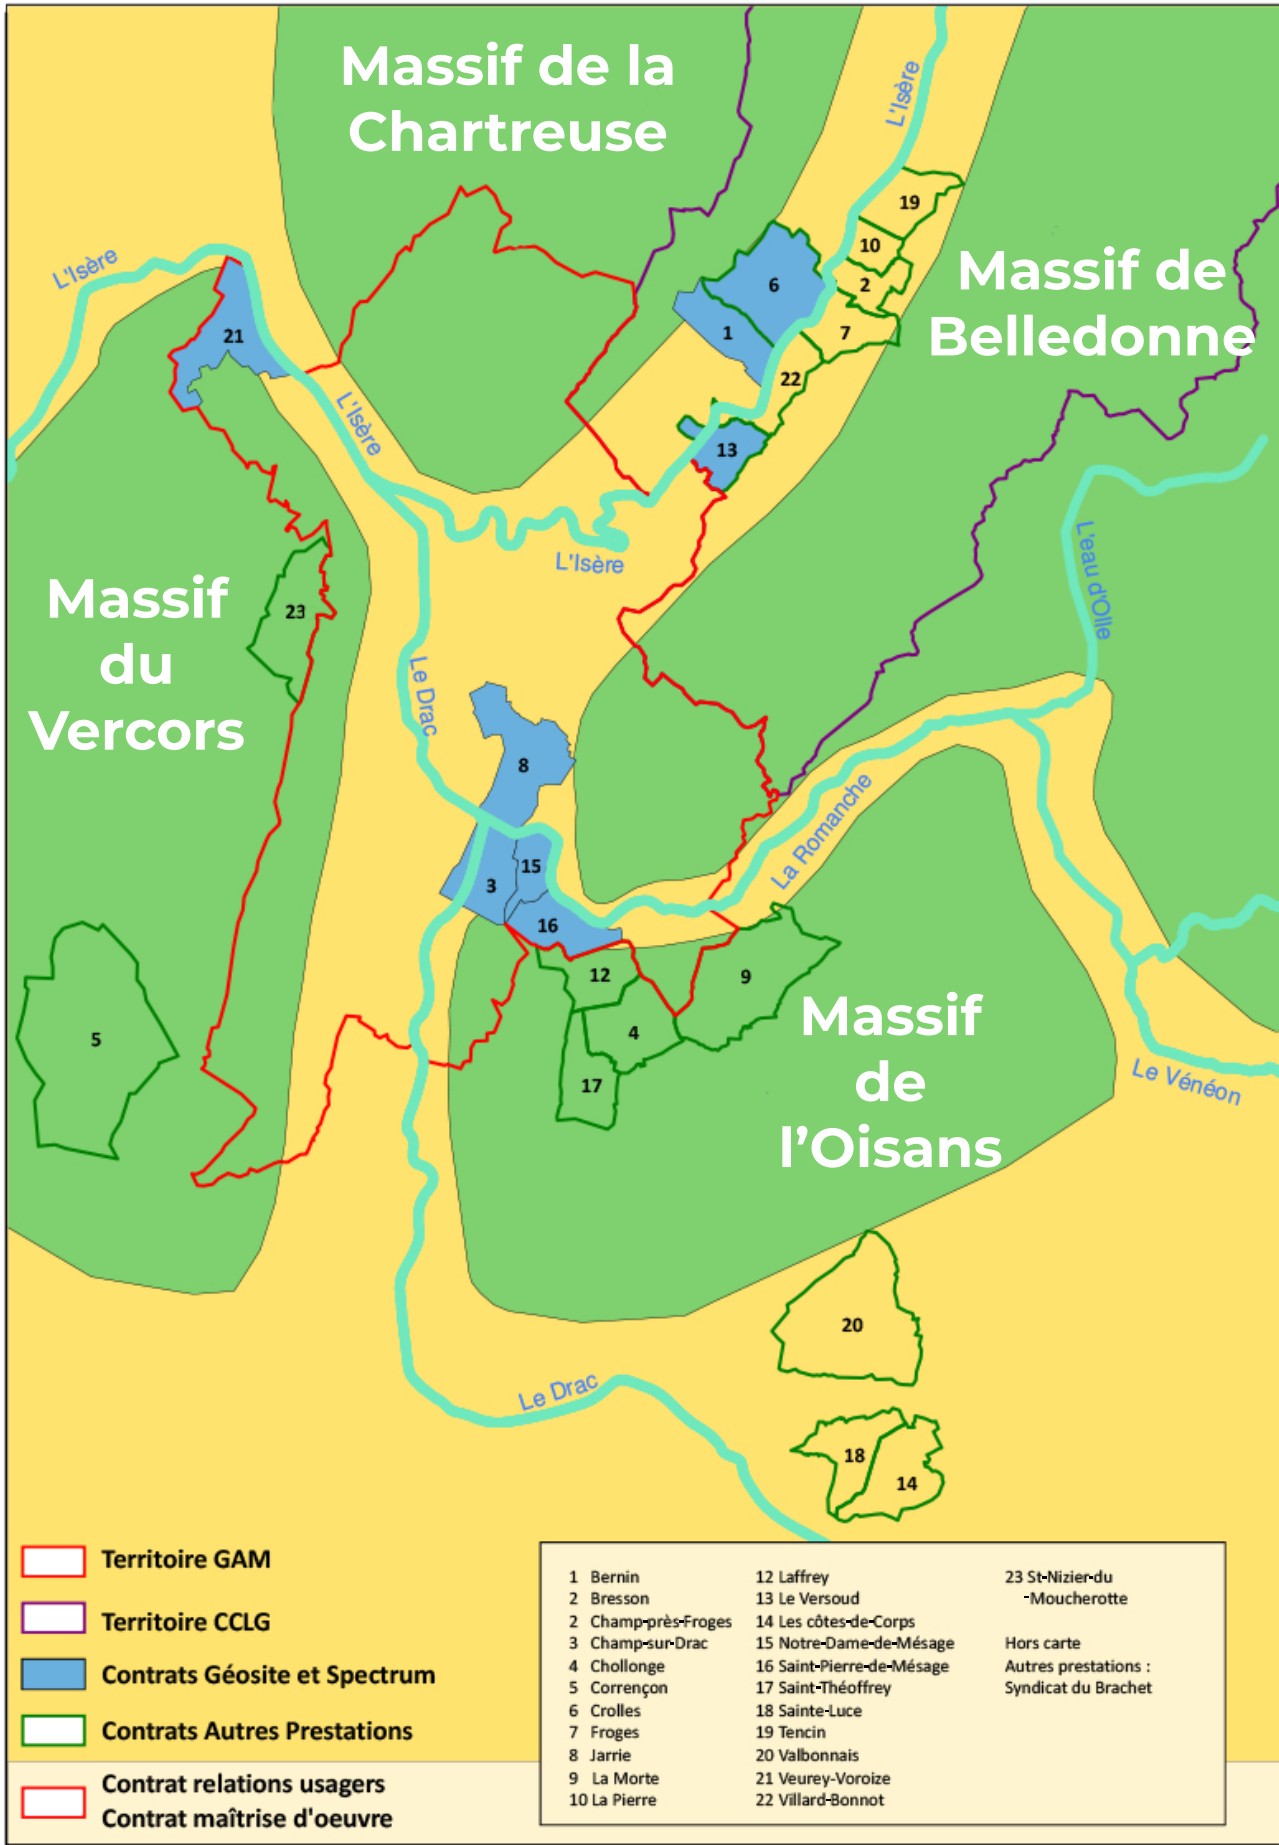 Massif de la
Chartreuse
L'Isère
19
10
2
6
7
1
22
13
Massif de
Belledonne
L'Isère
21
L'Isère
L'Isère
L'eau d'Olle
Massif
du
Vercors
23
Le Drac
8
15
3
16
La Romanche
12
9
4
17
5
Massif
de
l'Oisans
Le Vénéon
20
Le Drac
18
14
Territoire GAM
Territoire CCLG
Contrats Géosite et Spectrum
Contrats Autres Prestations
Contrat relations usagers
Contrat maîtrise d'oeuvre
1 Bernin
2 Bresson
2 Champ-près-Froges
3 Champ-sur-Drac
4 Chollonge
5 Corrençon
6 Crolles
7 Froges
8 Jarrie
9 La Morte
10 La Pierre
12 Laffrey
13 Le Versoud
14 Les côtes-de-Corps
15 Notre-Dame-de-Mésage
16 Saint-Pierre-de-Mésage
17 Saint-Théoffrey
18 Sainte-Luce
19 Tencin
20 Valbonnais
21 Veurey-Voroize
22 Villard-Bonnot
23 St-Nizier-du
-Moucherotte
Hors carte
Autres prestations :
Syndicat du Brachet